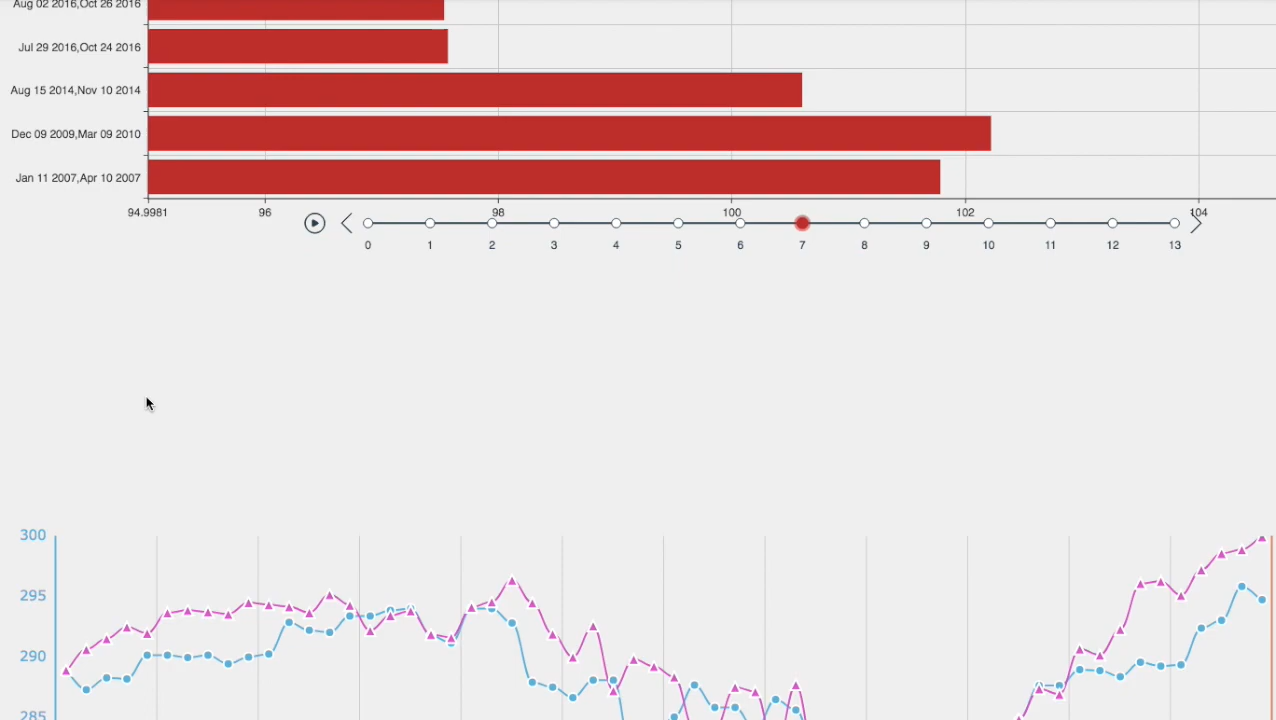 Aug 02 2016,Oct 26 2016
Jul 29 2016,Oct 24 2016
Aug 15 2014,Nov 10 2014
Dec 09 2009,Mar 09 2010
Jan 11 2007,Apr 10 2007
94.9981 96 98 100 102 104
0 1 2 3 4 5 6 7 8 9 10 11 12 13
300
295
290
285